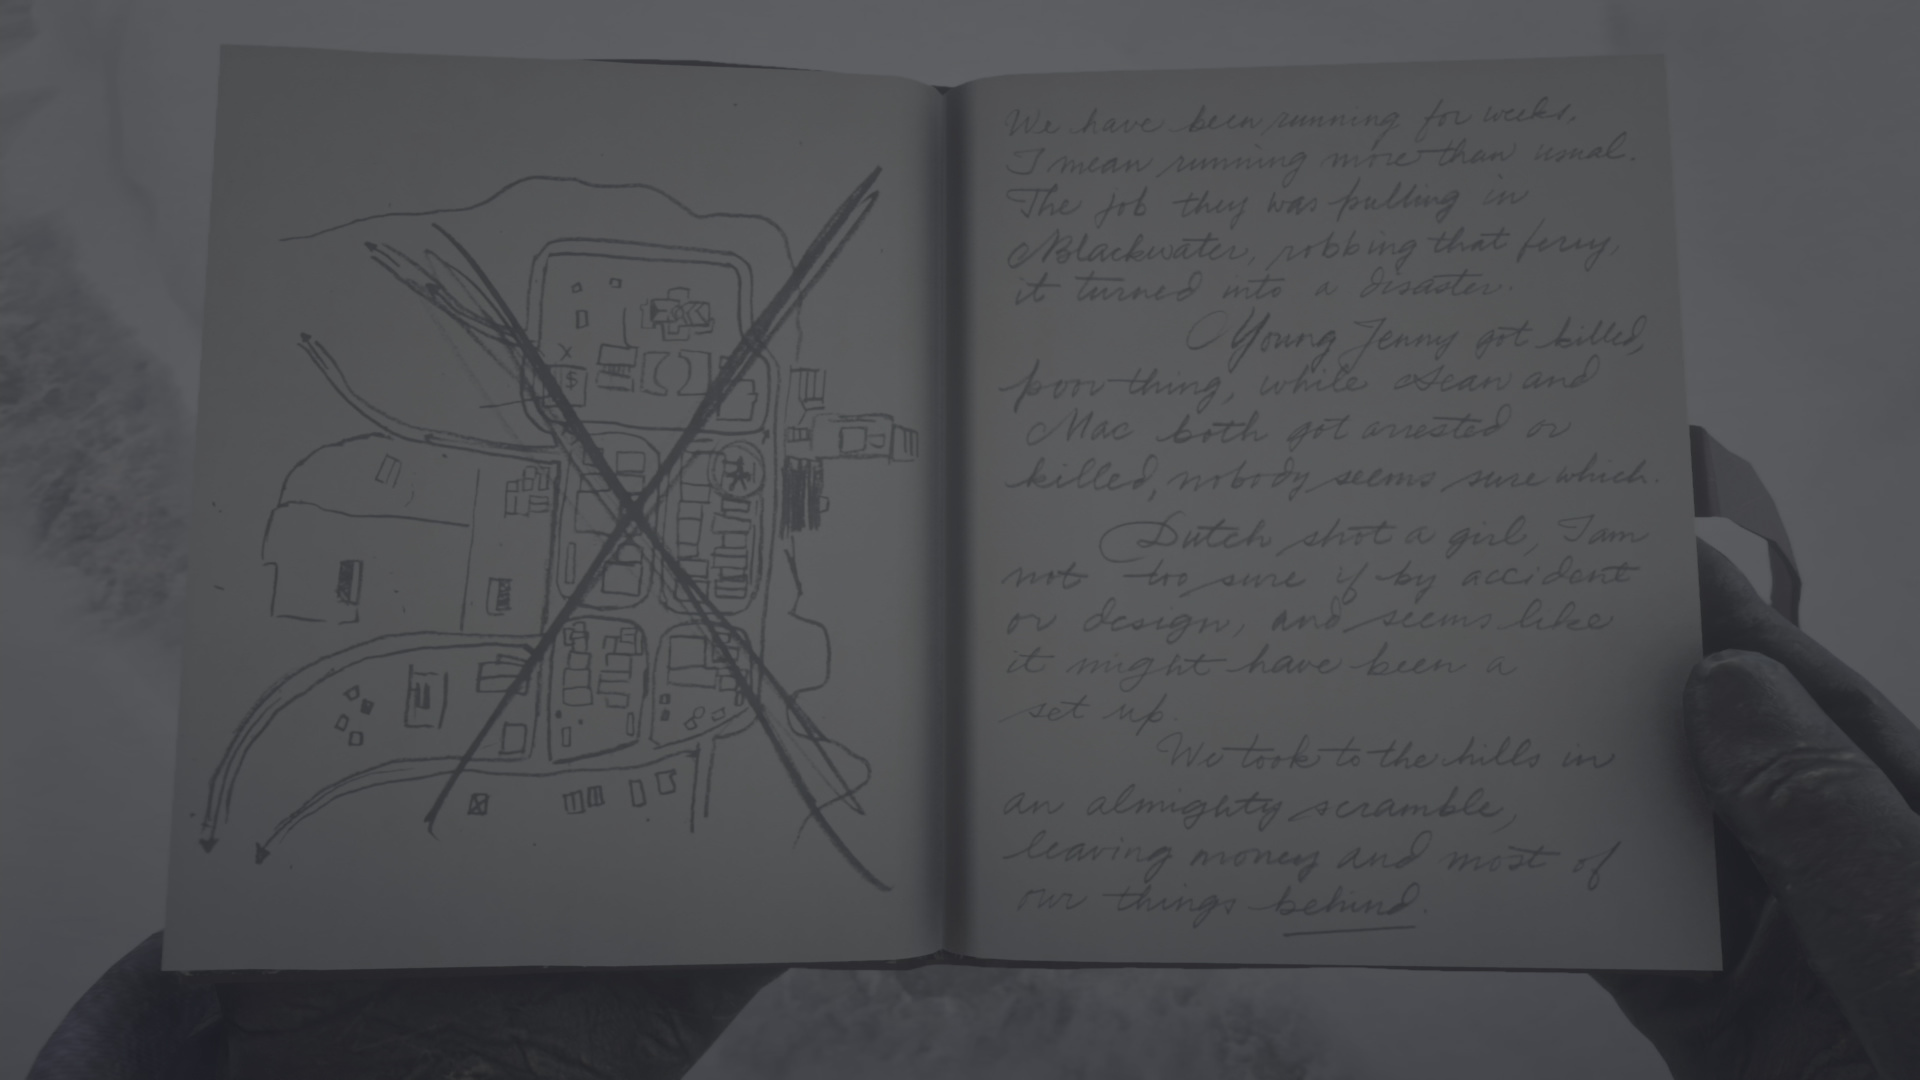 $
We have been running for weeks.
I mean running more than usual.
The job they was pulling in
Blackwater, robbing that ferry,
it turned into a disaster.
Young Jenny got killed,
poor thing, while Sean and
Mac both got arrested or
killed, nobody seems sure which.
Dutch shot a girl, I am
not too sure if by accident
or design, and seems like
it might have been a
set up.
We took to the hills in
an almighty scramble,
leaving money and most of
our things behind.